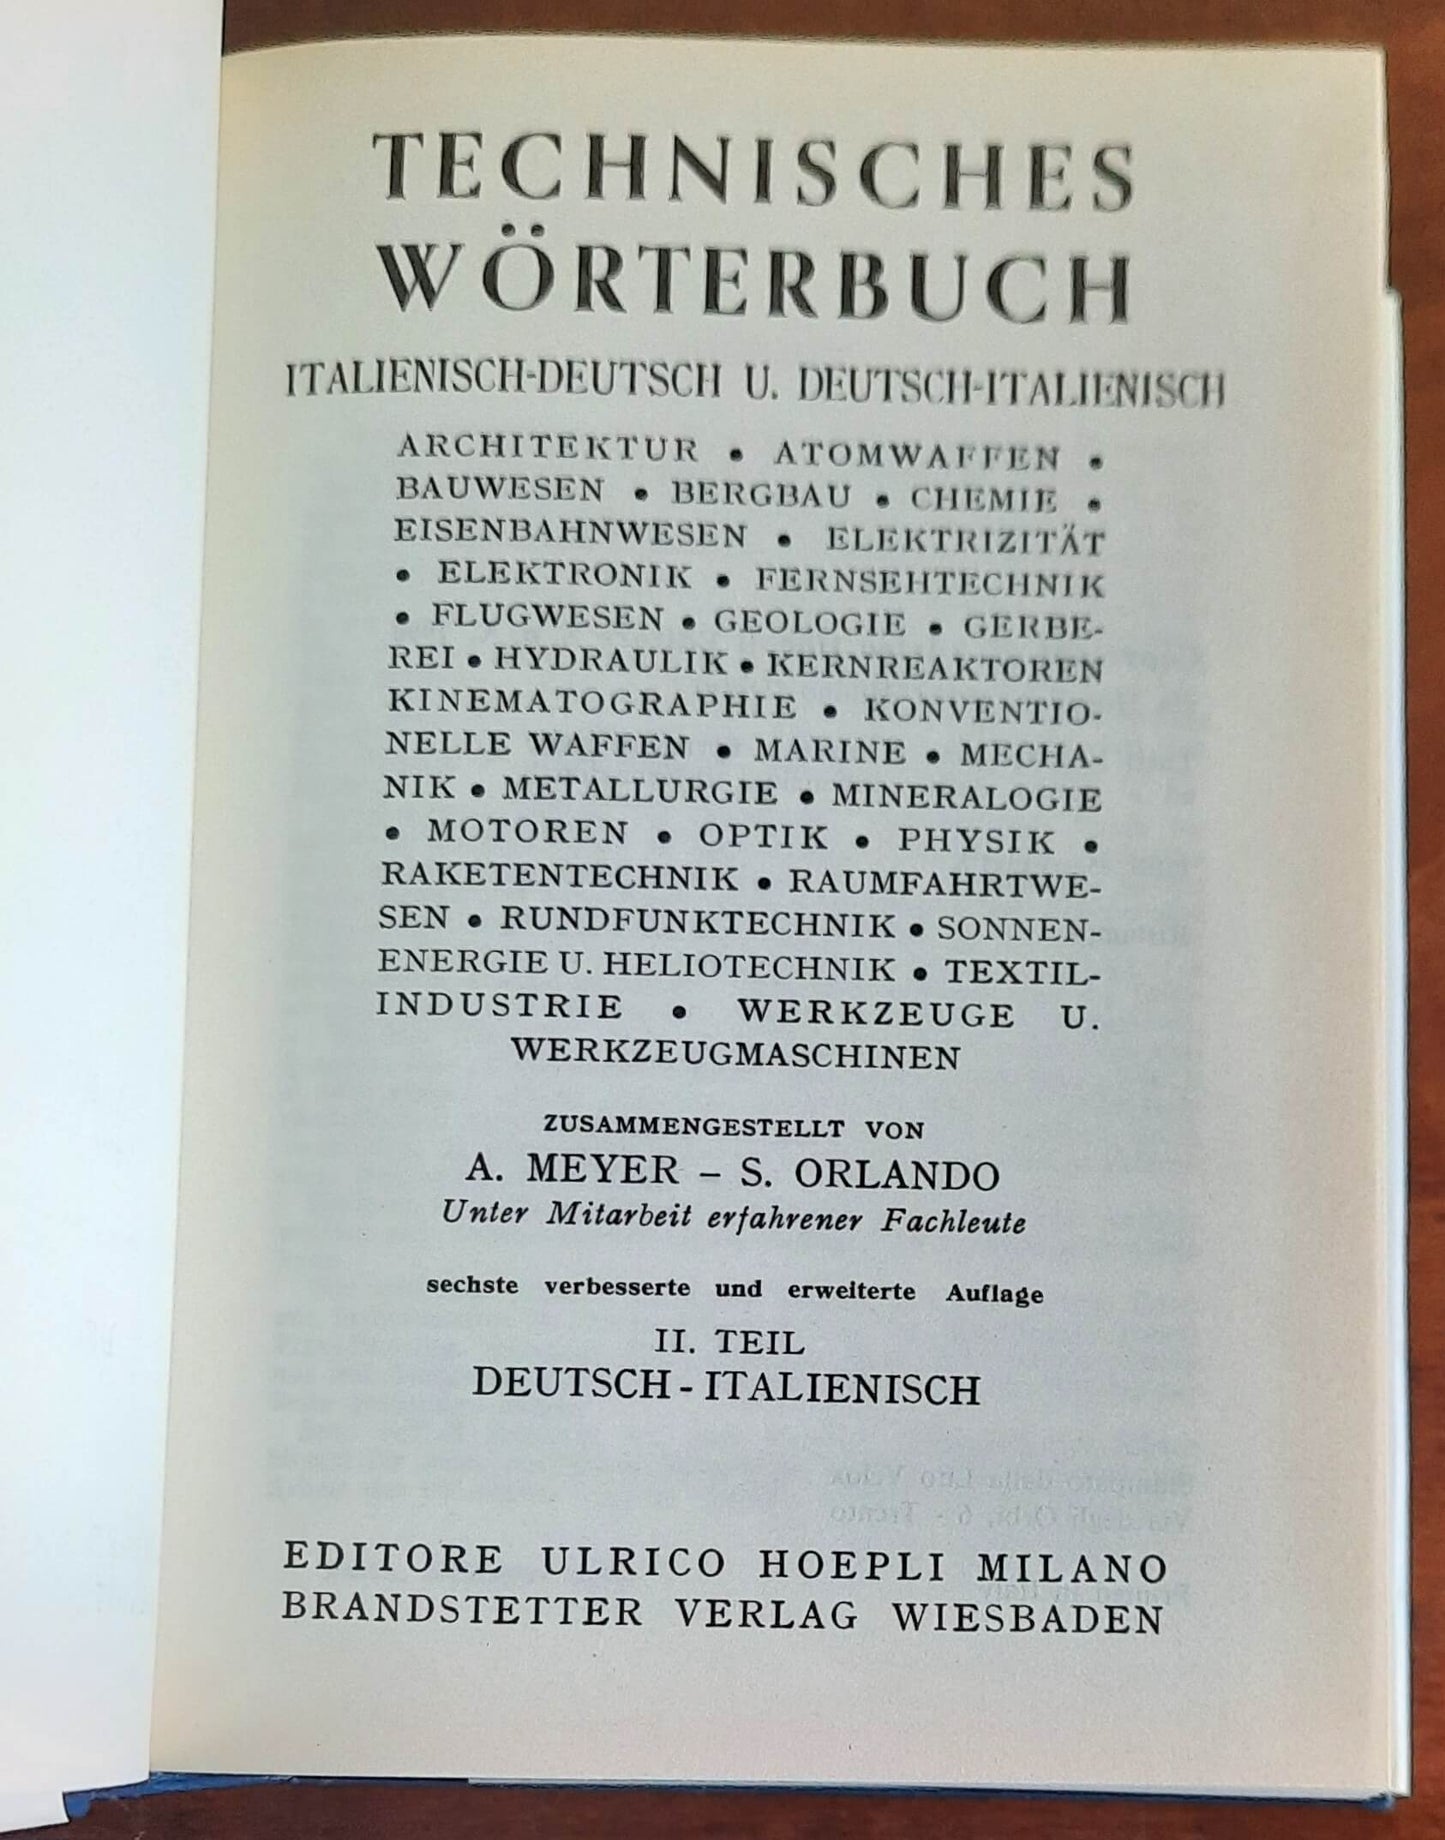 TECHNISCHES
WÖRTERBUCH
ITALIENISCH-DEUTSCH U. DEUTSCH-ITALIENISCH
ARCHITEKTUR • ATOMWAFFEN •
BAUWESEN • BERGBAU • CHEMIE •
EISENBAHNWESEN • ELEKTRIZITÄT
• ELEKTRONIK • FERNSEHTECHNIK
• FLUGWESEN • GEOLOGIE • GERBE-
REI • HYDRAULIK • KERNREAKTOREN
KINEMATOGRAPHIE • KONVENTIO-
NELLE WAFFEN • MARINE • MECHA-
NIK • METALLURGIE • MINERALOGIE
• MOTOREN • OPTIK • PHYSIK •
RAKETENTECHNIK • RAUMFAHRTWE-
SEN • RUNDFUNKTECHNIK • SONNEN-
ENERGIE U. HELIOTECHNIK • TEXTIL-
INDUSTRIE • WERKZEUGE U.
WERKZEUGMASCHINEN
ZUSAMMENGESTELLT VON
A. MEYER – S. ORLANDO
Unter Mitarbeit erfahrener Fachleute
sechste verbesserte und erweiterte Auflage
II. TEIL
DEUTSCH - ITALIENISCH
EDITORE ULRICO HOEPLI MILANO
BRANDSTETTER VERLAG WIESBADEN